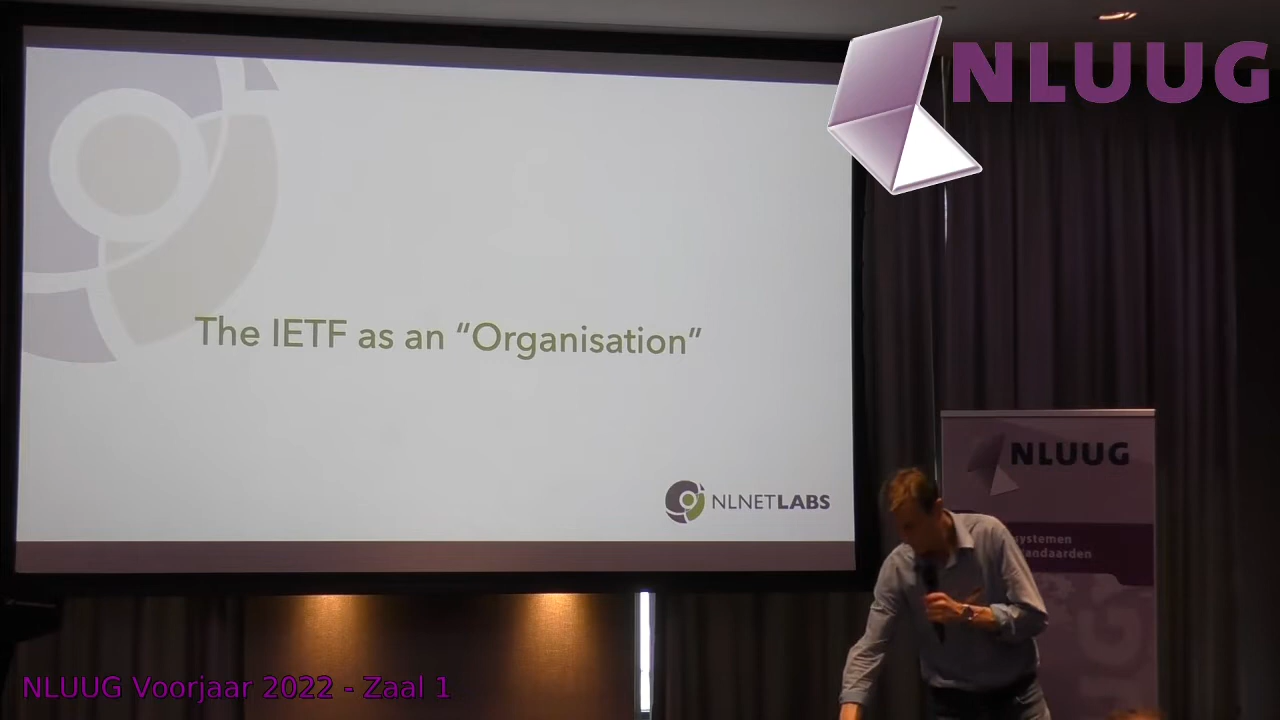 NLUUG
The IETF as an “Organisation”
NLNETLABS
NLUUG
systemen
standaarden
NLUUG Voorjaar 2022 - Zaal 1